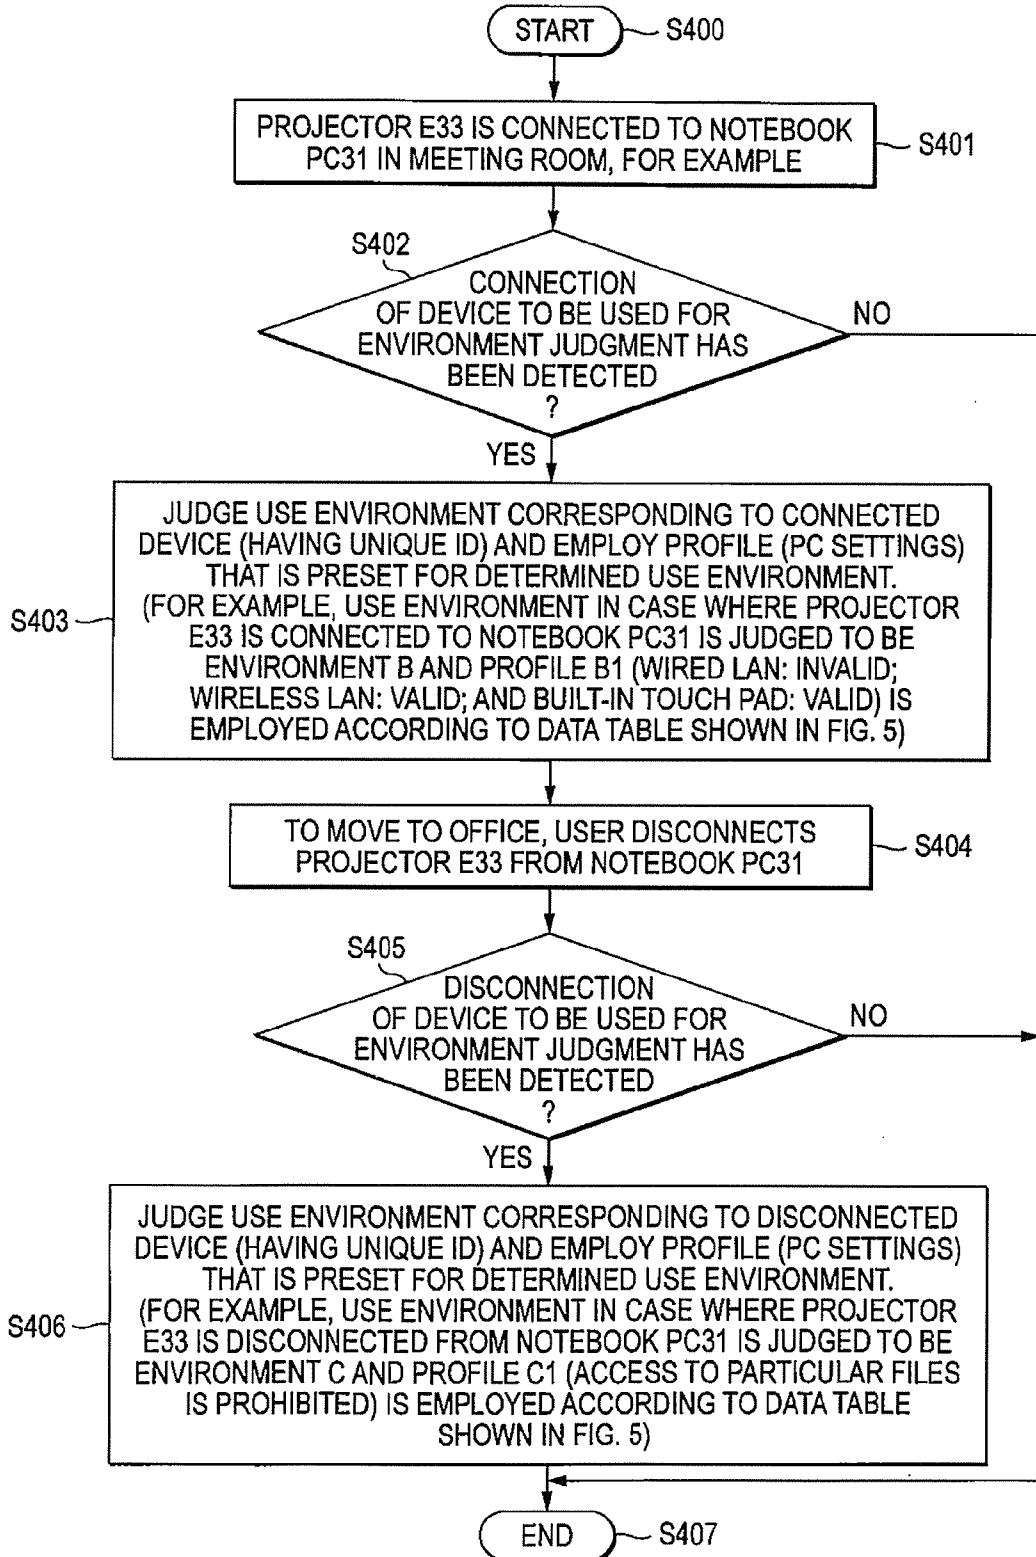 START
S400
PROJECTOR E33 IS CONNECTED TO NOTEBOOK
PC31 IN MEETING ROOM, FOR EXAMPLE
S401
S402
CONNECTION
OF DEVICE TO BE USED FOR
ENVIRONMENT JUDGMENT HAS
BEEN DETECTED
?
NO
YES
JUDGE USE ENVIRONMENT CORRESPONDING TO CONNECTED
DEVICE (HAVING UNIQUE ID) AND EMPLOY PROFILE (PC SETTINGS)
THAT IS PRESET FOR DETERMINED USE ENVIRONMENT.
(FOR EXAMPLE, USE ENVIRONMENT IN CASE WHERE PROJECTOR
E33 IS CONNECTED TO NOTEBOOK PC31 IS JUDGED TO BE
ENVIRONMENT B AND PROFILE B1 (WIRED LAN: INVALID;
WIRELESS LAN: VALID; AND BUILT-IN TOUCH PAD: VALID) IS
EMPLOYED ACCORDING TO DATA TABLE SHOWN IN FIG. 5)
S403
TO MOVE TO OFFICE, USER DISCONNECTS
PROJECTOR E33 FROM NOTEBOOK PC31
S404
S405
DISCONNECTION
OF DEVICE TO BE USED FOR
ENVIRONMENT JUDGMENT HAS
BEEN DETECTED
?
NO
YES
JUDGE USE ENVIRONMENT CORRESPONDING TO DISCONNECTED
DEVICE (HAVING UNIQUE ID) AND EMPLOY PROFILE (PC SETTINGS)
THAT IS PRESET FOR DETERMINED USE ENVIRONMENT.
(FOR EXAMPLE, USE ENVIRONMENT IN CASE WHERE PROJECTOR
E33 IS DISCONNECTED FROM NOTEBOOK PC31 IS JUDGED TO BE
ENVIRONMENT C AND PROFILE C1 (ACCESS TO PARTICULAR FILES
IS PROHIBITED) IS EMPLOYED ACCORDING TO DATA TABLE
SHOWN IN FIG. 5)
S406
END
S407